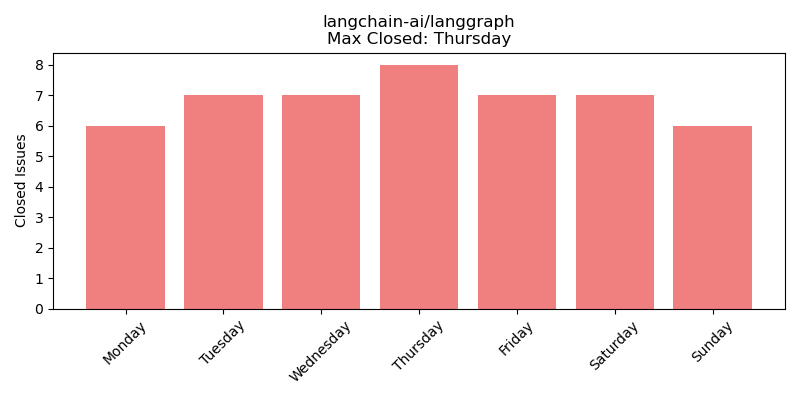 langchain-ai/langgraph
Max Closed: Thursday
Closed Issues
8
7
6
5
4
3
2
1
0
Monday
Tuesday
Wednesday
Thursday
Friday
Saturday
Sunday